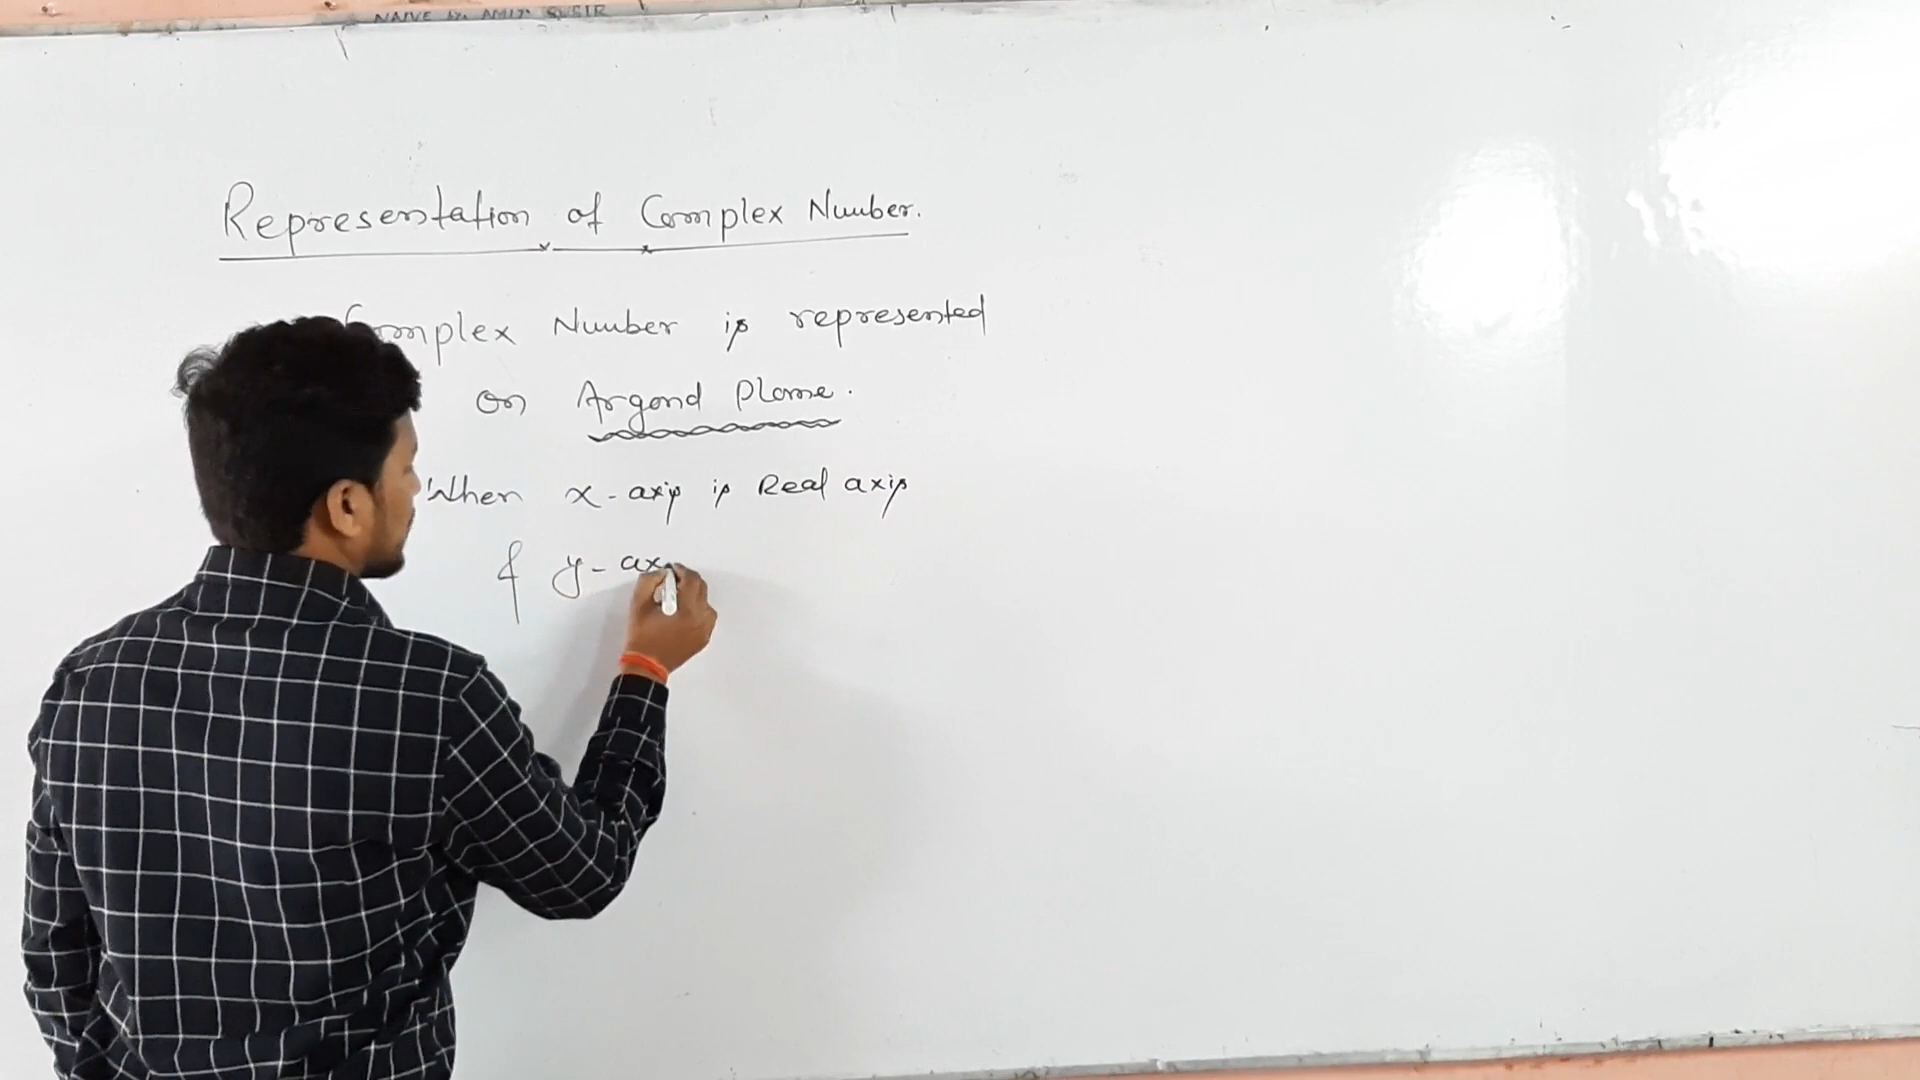 Representation of Complex Number.
Complex Number is represented
on Argand Plane.
When x-axis is Real axis
& y-ax